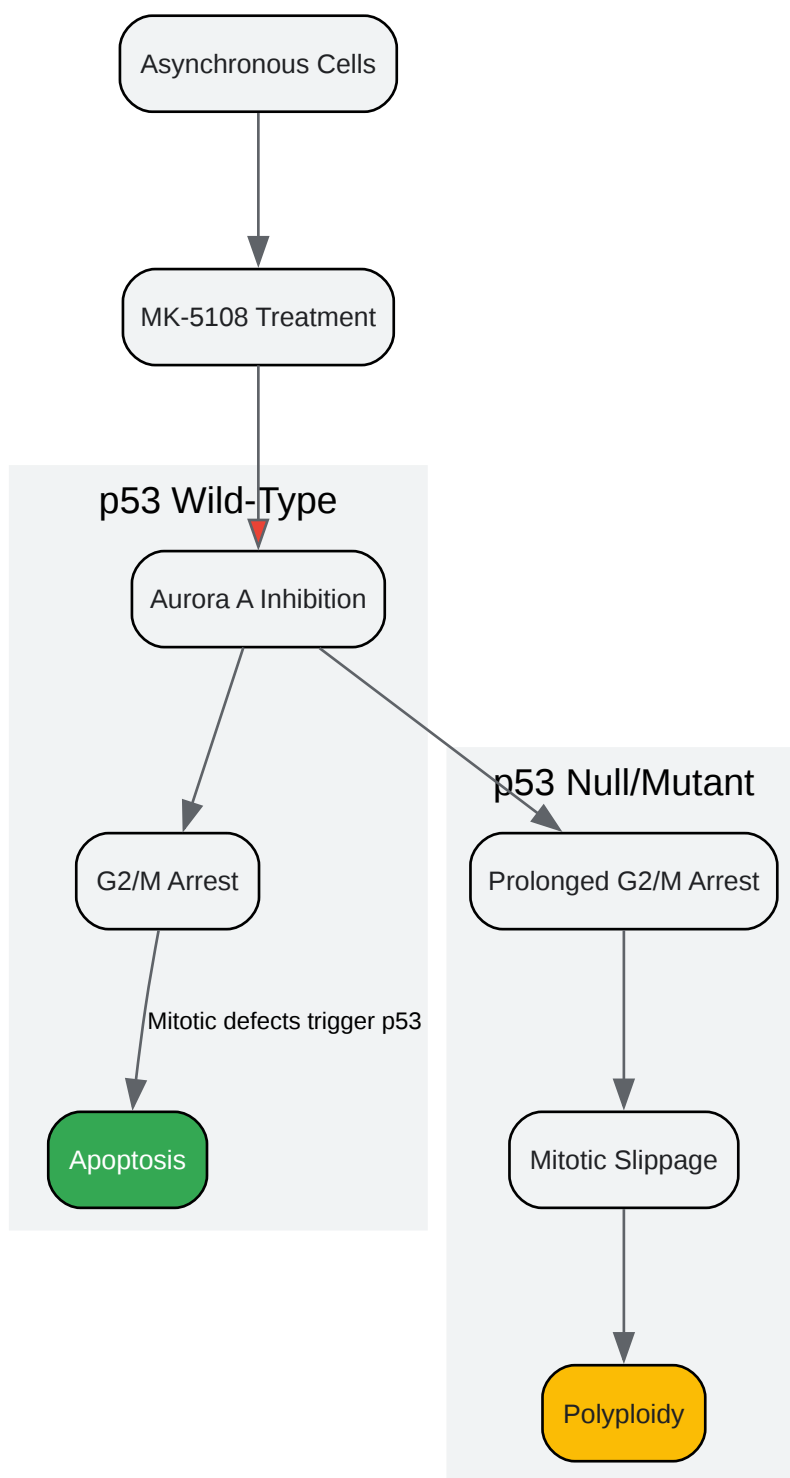 Asynchronous Cells
MK-5108 Treatment
p53 Wild-Type
Aurora A Inhibition
p53 Null/Mutant
G2/M Arrest
Prolonged G2/M Arrest
Mitotic defects trigger p53
Apoptosis
Mitotic Slippage
Polyploidy